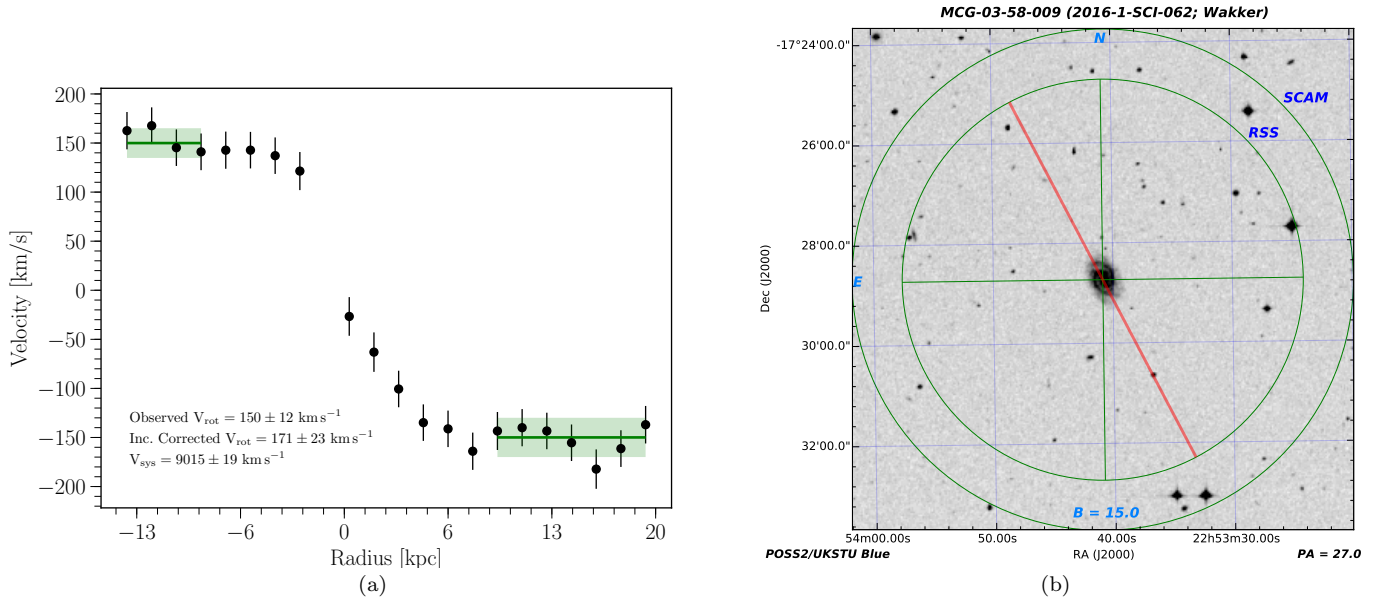 MCG-03-58-009 (2016-1-SCI-062; Wakker)
200
150
100
50
0
−50
−100
−150
−200
Velocity [km/s]
Observed V_rot = 150 ± 12 km s⁻¹
Inc. Corrected V_rot = 171 ± 23 km s⁻¹
V_sys = 9015 ± 19 km s⁻¹
−13 −6 0 6 13 20
Radius [kpc]
(a)
-17°24'00.0"
26'00.0"
28'00.0"
30'00.0"
32'00.0"
Dec (J2000)
N
SCAM
RSS
E
B = 15.0
54m00.00s 50.00s 40.00s 22h53m30.00s
POSS2/UKSTU Blue RA (J2000) PA = 27.0
(b)